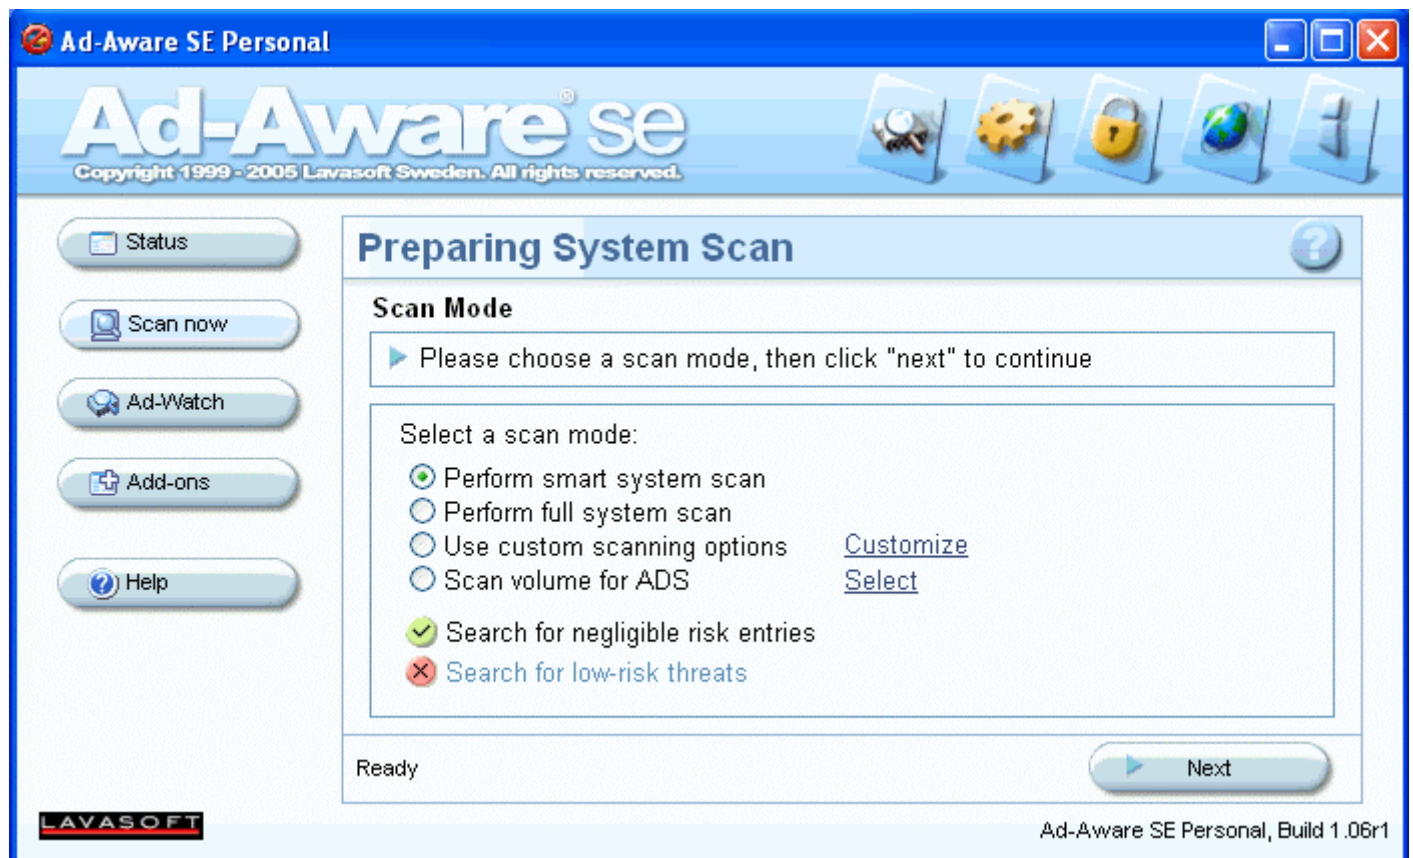 Ad-Aware SE Personal
Ad-Aware® se
Copyright 1999 - 2005 Lavasoft Sweden. All rights reserved.
Status
Scan now
Ad-Watch
Add-ons
Help
Preparing System Scan
?
Scan Mode
Please choose a scan mode, then click "next" to continue
Select a scan mode:
Perform smart system scan
Perform full system scan
Use custom scanning options Customize
Scan volume for ADS Select
Search for negligible risk entries
Search for low-risk threats
Ready
Next
LAVASOFT
Ad-Aware SE Personal, Build 1.06r1